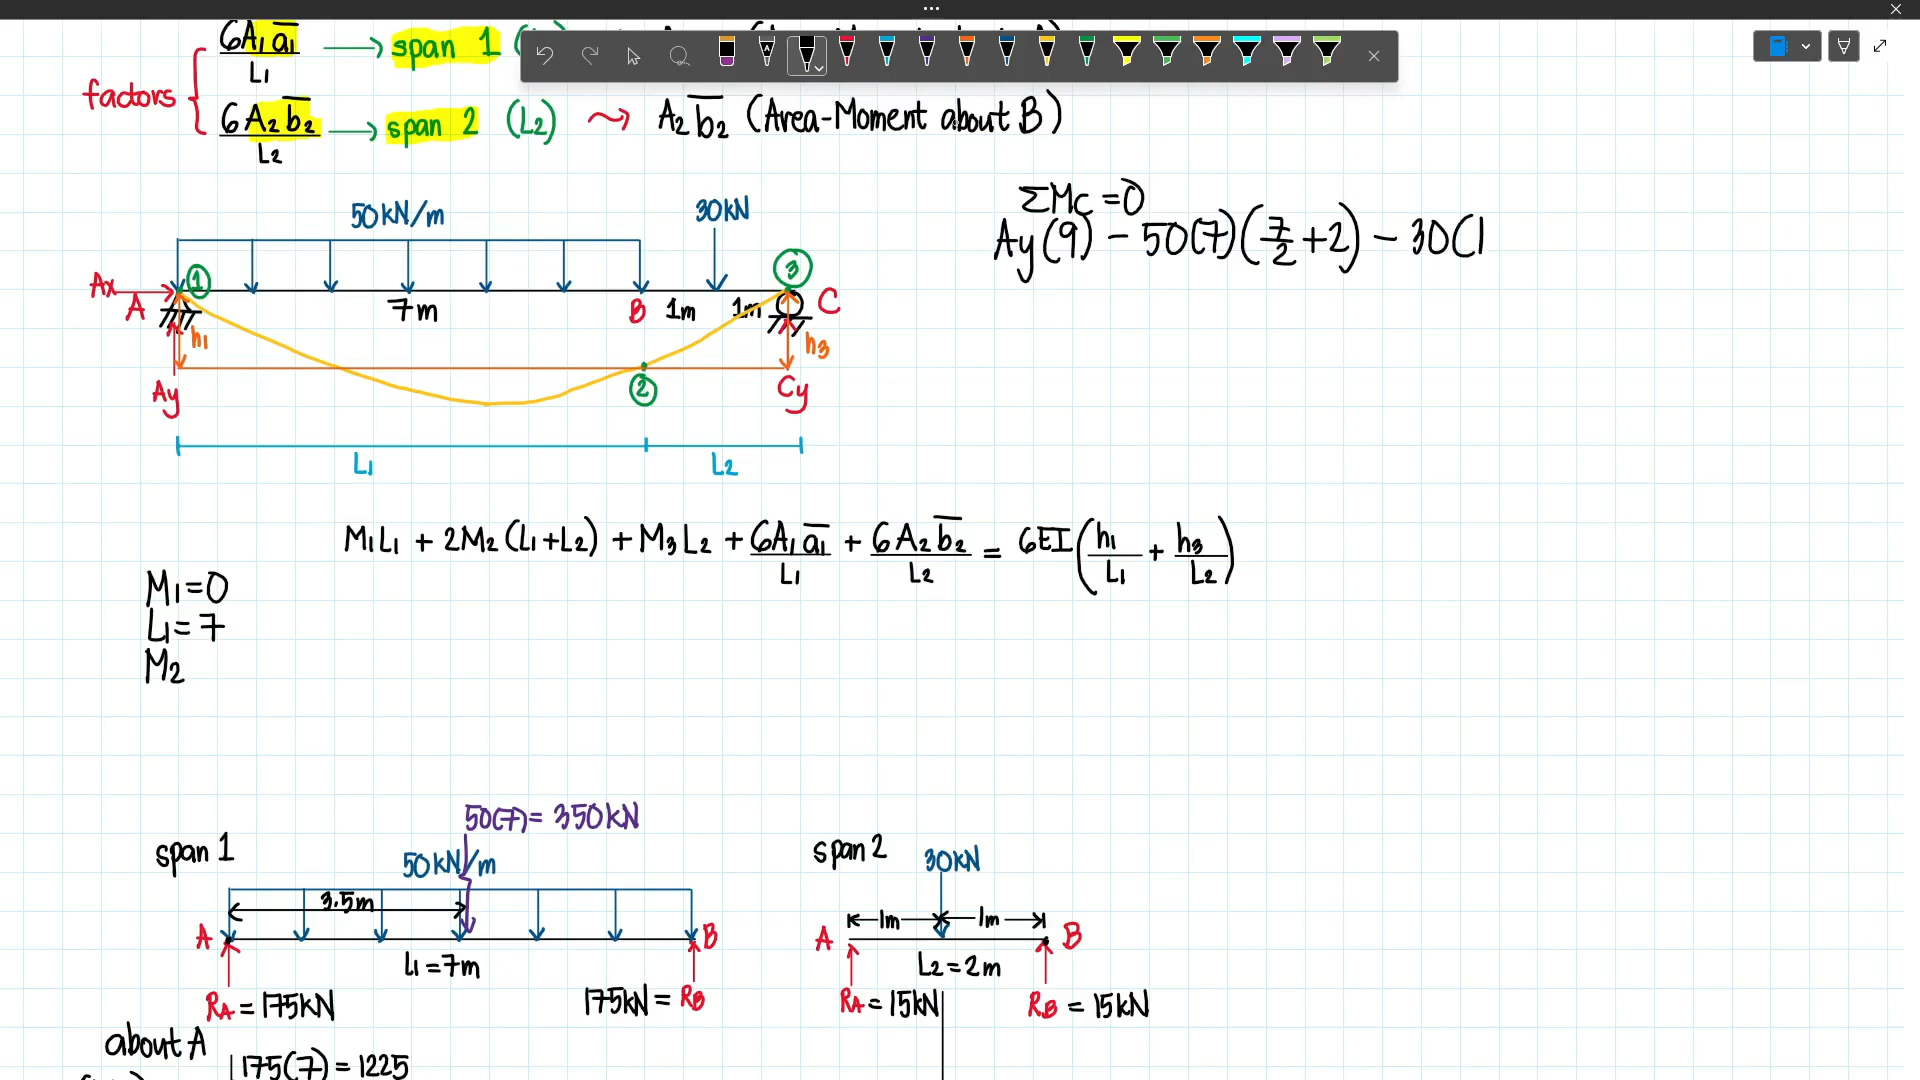 6A₁a̅₁/L₁ → span 1 (
factors
6A₂b̅₂/L₂ → span 2 (L₂) ⇝ A₂b̅₂ (Area-Moment about B)
ΣMc = 0
Ay(9) - 50(7)(7/2+2) - 30(1
50kN/m
30kN
Ax
A
1
7m
B
1m
1m
3
C
h₁
h₃
Ay
2
Cy
L₁
L₂
M₁L₁ + 2M₂(L₁+L₂) + M₃L₂ + 6A₁a̅₁/L₁ + 6A₂b̅₂/L₂ = 6EI(h₁/L₁ + h₃/L₂)
M₁=0
L₁=7
M₂
50(7)= 350kN
span 1
50kN/m
3.5m
A
B
L₁=7m
RA = 175kN
175kN = RB
span 2
30kN
1m
1m
A
B
L₂=2m
RA = 15kN
RB = 15kN
about A
175(7) = 1225